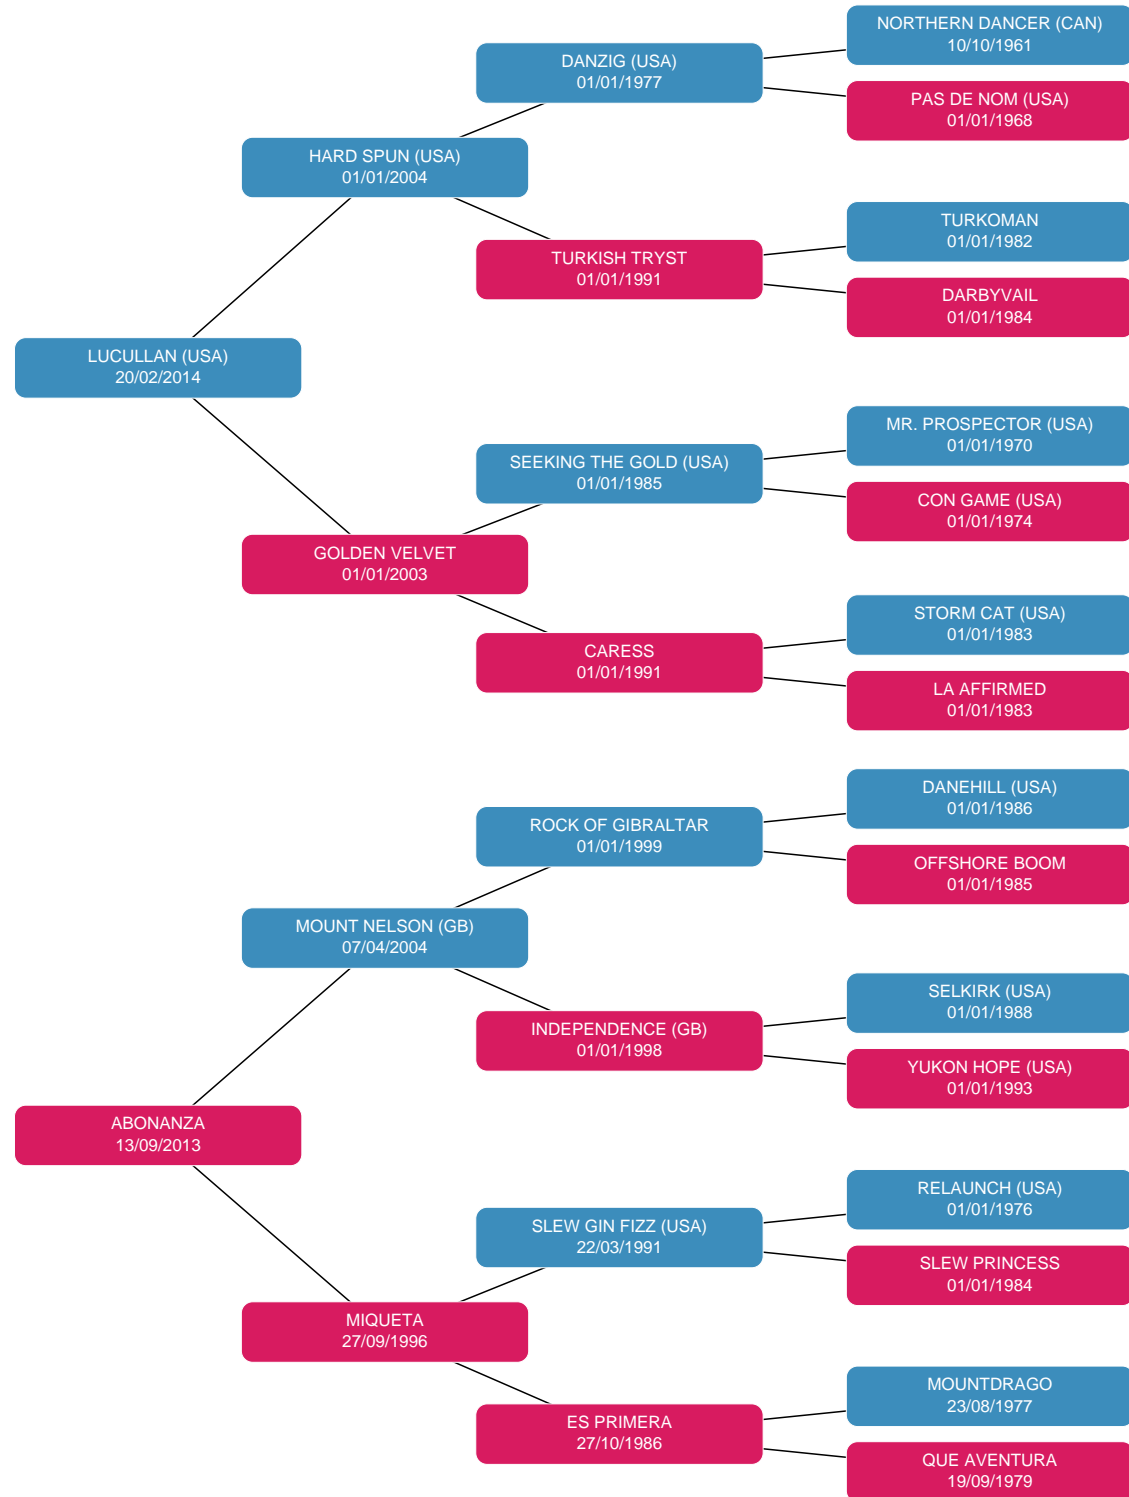 NORTHERN DANCER (CAN)
10/10/1961
DANZIG (USA)
01/01/1977
PAS DE NOM (USA)
01/01/1968
HARD SPUN (USA)
01/01/2004
TURKOMAN
01/01/1982
TURKISH TRYST
01/01/1991
DARBYVAIL
01/01/1984
LUCULLAN (USA)
20/02/2014
MR. PROSPECTOR (USA)
01/01/1970
SEEKING THE GOLD (USA)
01/01/1985
CON GAME (USA)
01/01/1974
GOLDEN VELVET
01/01/2003
STORM CAT (USA)
01/01/1983
CARESS
01/01/1991
LA AFFIRMED
01/01/1983
DANEHILL (USA)
01/01/1986
ROCK OF GIBRALTAR
01/01/1999
OFFSHORE BOOM
01/01/1985
MOUNT NELSON (GB)
07/04/2004
SELKIRK (USA)
01/01/1988
INDEPENDENCE (GB)
01/01/1998
YUKON HOPE (USA)
01/01/1993
ABONANZA
13/09/2013
RELAUNCH (USA)
01/01/1976
SLEW GIN FIZZ (USA)
22/03/1991
SLEW PRINCESS
01/01/1984
MIQUETA
27/09/1996
MOUNTDRAGO
23/08/1977
ES PRIMERA
27/10/1986
QUE AVENTURA
19/09/1979